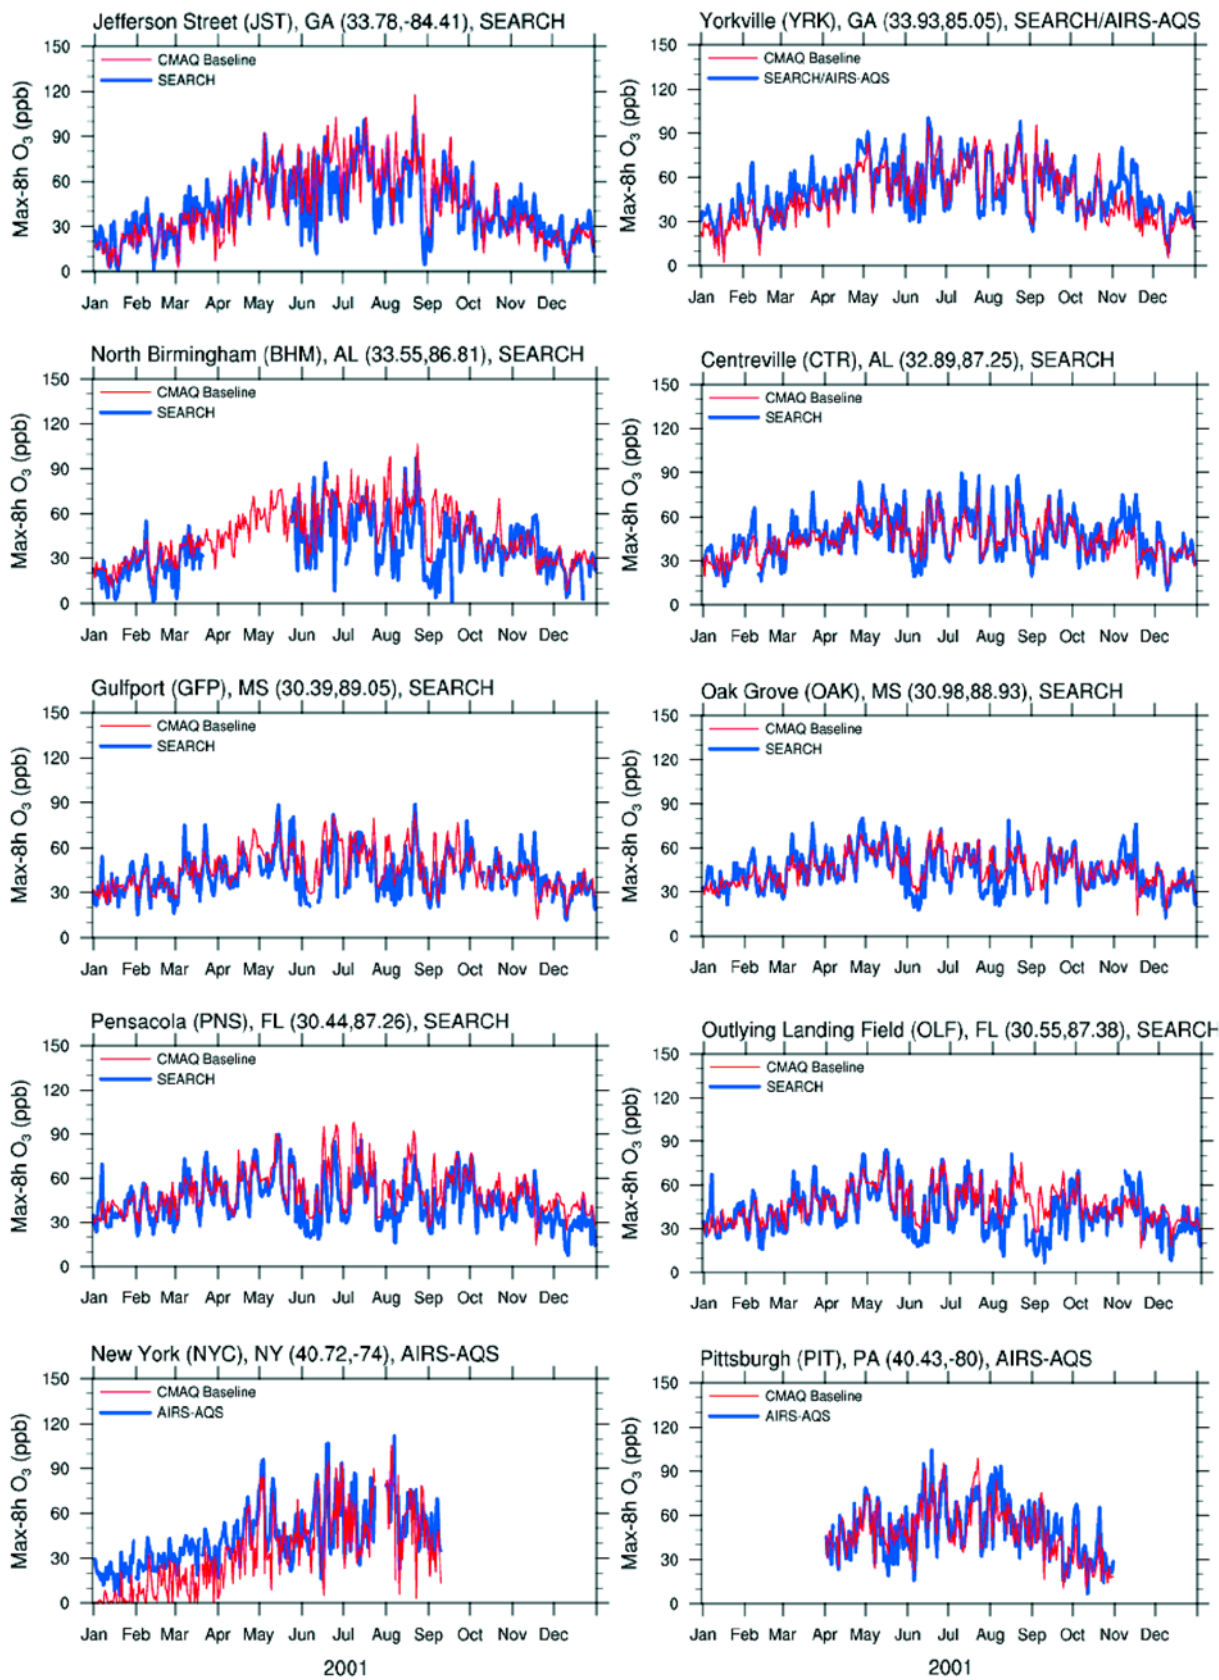 Jefferson Street (JST), GA (33.78,-84.41), SEARCH
Max-8h O3 (ppb)
150
120
90
60
30
0
CMAQ Baseline
SEARCH
Jan Feb Mar Apr May Jun Jul Aug Sep Oct Nov Dec
Yorkville (YRK), GA (33.93,85.05), SEARCH/AIRS-AQS
Max-8h O3 (ppb)
150
120
90
60
30
0
CMAQ Baseline
SEARCH/AIRS-AQS
Jan Feb Mar Apr May Jun Jul Aug Sep Oct Nov Dec
North Birmingham (BHM), AL (33.55,86.81), SEARCH
Max-8h O3 (ppb)
150
120
90
60
30
0
CMAQ Baseline
SEARCH
Jan Feb Mar Apr May Jun Jul Aug Sep Oct Nov Dec
Centreville (CTR), AL (32.89,87.25), SEARCH
Max-8h O3 (ppb)
150
120
90
60
30
0
CMAQ Baseline
SEARCH
Jan Feb Mar Apr May Jun Jul Aug Sep Oct Nov Dec
Gulfport (GFP), MS (30.39,89.05), SEARCH
Max-8h O3 (ppb)
150
120
90
60
30
0
CMAQ Baseline
SEARCH
Jan Feb Mar Apr May Jun Jul Aug Sep Oct Nov Dec
Oak Grove (OAK), MS (30.98,88.93), SEARCH
Max-8h O3 (ppb)
150
120
90
60
30
0
CMAQ Baseline
SEARCH
Jan Feb Mar Apr May Jun Jul Aug Sep Oct Nov Dec
Pensacola (PNS), FL (30.44,87.26), SEARCH
Max-8h O3 (ppb)
150
120
90
60
30
0
CMAQ Baseline
SEARCH
Jan Feb Mar Apr May Jun Jul Aug Sep Oct Nov Dec
Outlying Landing Field (OLF), FL (30.55,87.38), SEARCH
Max-8h O3 (ppb)
150
120
90
60
30
0
CMAQ Baseline
SEARCH
Jan Feb Mar Apr May Jun Jul Aug Sep Oct Nov Dec
New York (NYC), NY (40.72,-74), AIRS-AQS
Max-8h O3 (ppb)
150
120
90
60
30
0
CMAQ Baseline
AIRS-AQS
Jan Feb Mar Apr May Jun Jul Aug Sep Oct Nov Dec
2001
Pittsburgh (PIT), PA (40.43,-80), AIRS-AQS
Max-8h O3 (ppb)
150
120
90
60
30
0
CMAQ Baseline
AIRS-AQS
Jan Feb Mar Apr May Jun Jul Aug Sep Oct Nov Dec
2001